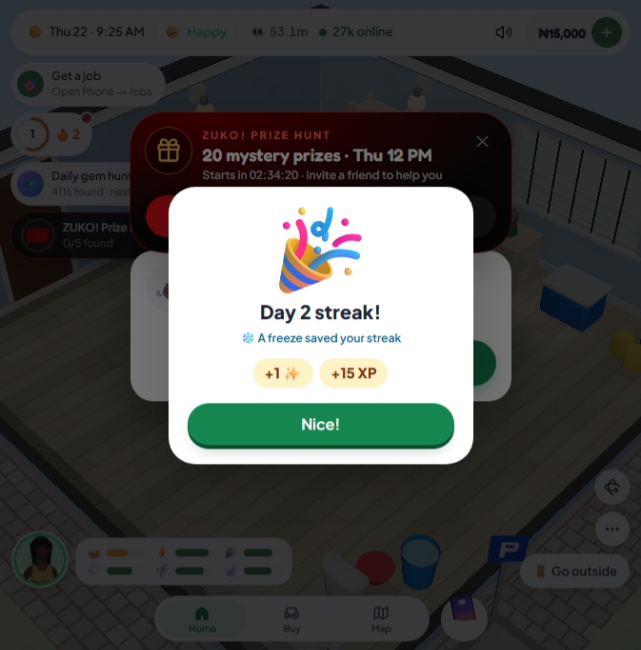 Thu 22 · 9:25 AM
Happy
53.1m
27k online
₦15,000
+
Get a job
Open Phone → Jobs
1
2
Daily gem hunt
4116 found · next
ZUKO! Prize
0/5 found
ZUKO! PRIZE HUNT
20 mystery prizes · Thu 12 PM
Starts in 02:34:20 · invite a friend to help you
Day 2 streak!
A freeze saved your streak
+1
+15 XP
Nice!
P
Go outside
Home
Buy
Map